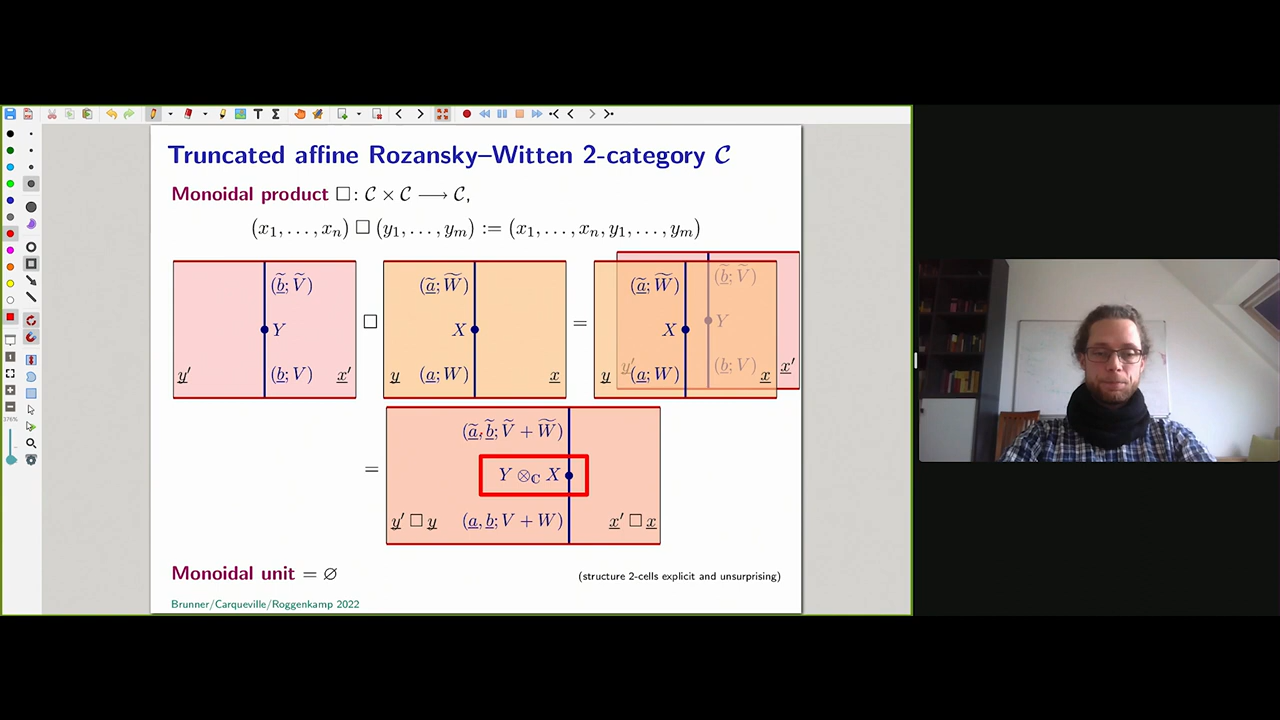 Truncated affine Rozansky–Witten 2-category 𝒞
Monoidal product □: 𝒞 × 𝒞 ⟶ 𝒞,
(x₁, …, xₙ) □ (y₁, …, yₘ) := (x₁, …, xₙ, y₁, …, yₘ)
(b̲̃; Ṽ) (ã̲; W̃) (ã̲; W̃) (b̲̃; Ṽ)
Y □ X = X Y
y̲′ (b̲; V) x̲′ y̲ (a̲; W) x̲ y̲ y̲′ (a̲; W) (b̲; V) x̲ x̲′
(ã̲, b̲̃; Ṽ + W̃)
= Y ⊗_ℂ X
y̲′ □ y̲ (a̲, b̲; V + W) x̲′ □ x̲
Monoidal unit = ∅ (structure 2-cells explicit and unsurprising)
Brunner/Carqueville/Roggenkamp 2022
376%